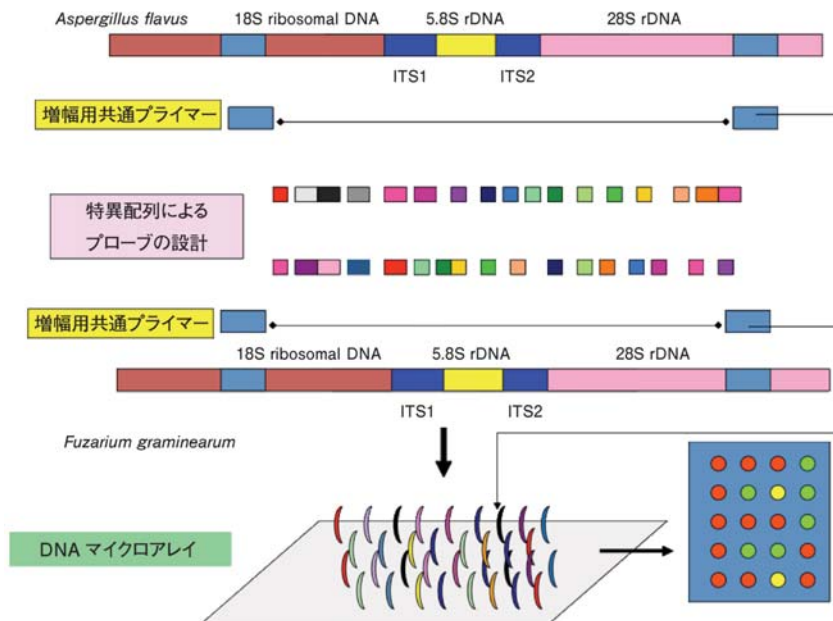 Aspergillus flavus
18S ribosomal DNA
5.8S rDNA
28S rDNA
ITS1
ITS2
増幅用共通プライマー
特異配列による
プローブの設計
増幅用共通プライマー
18S ribosomal DNA
5.8S rDNA
28S rDNA
ITS1
ITS2
Fuzarium graminearum
DNA マイクロアレイ